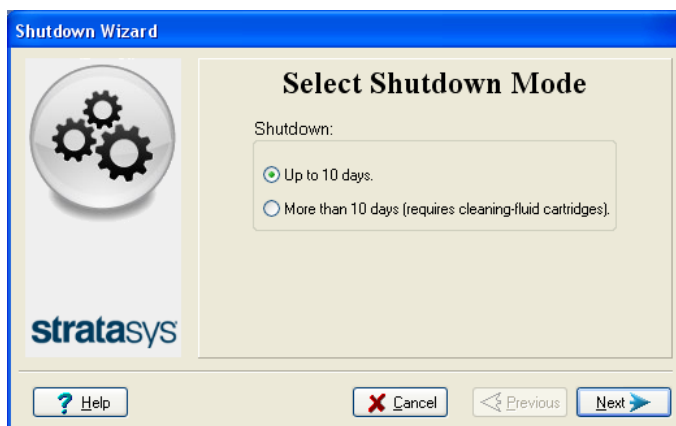 Shutdown Wizard
Select Shutdown Mode
Shutdown:
Up to 10 days.
More than 10 days (requires cleaning-fluid cartridges).
stratasys
? Help
Cancel
Previous
Next